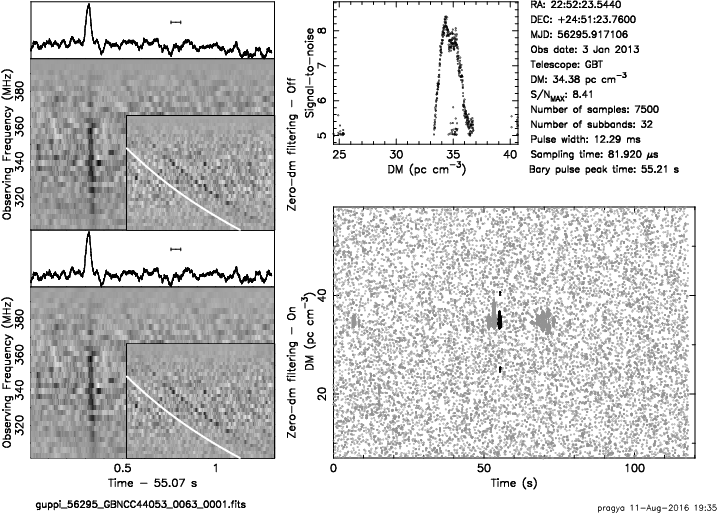 RA: 22:52:23.5440
DEC: +24:51:23.7600
MJD: 56295.917106
Obs date: 3 Jan 2013
Telescope: GBT
DM: 34.38 pc cm⁻³
S/N_MAX: 8.41
Number of samples: 7500
Number of subbands: 32
Pulse width: 12.29 ms
Sampling time: 81.920 μs
Bary pulse peak time: 55.21 s
Observing Frequency (MHz)
380
360
340
320
Zero-dm filtering - Off
Observing Frequency (MHz)
380
360
340
320
Zero-dm filtering - On
0.5
1
Time - 55.07 s
Signal-to-noise
8
7
6
5
25
30
35
40
DM (pc cm⁻³)
DM (pc cm⁻³)
40
20
0
50
100
Time (s)
guppi_56295_GBNCC44053_0063_0001.fits
pragya 11-Aug-2016 19:35